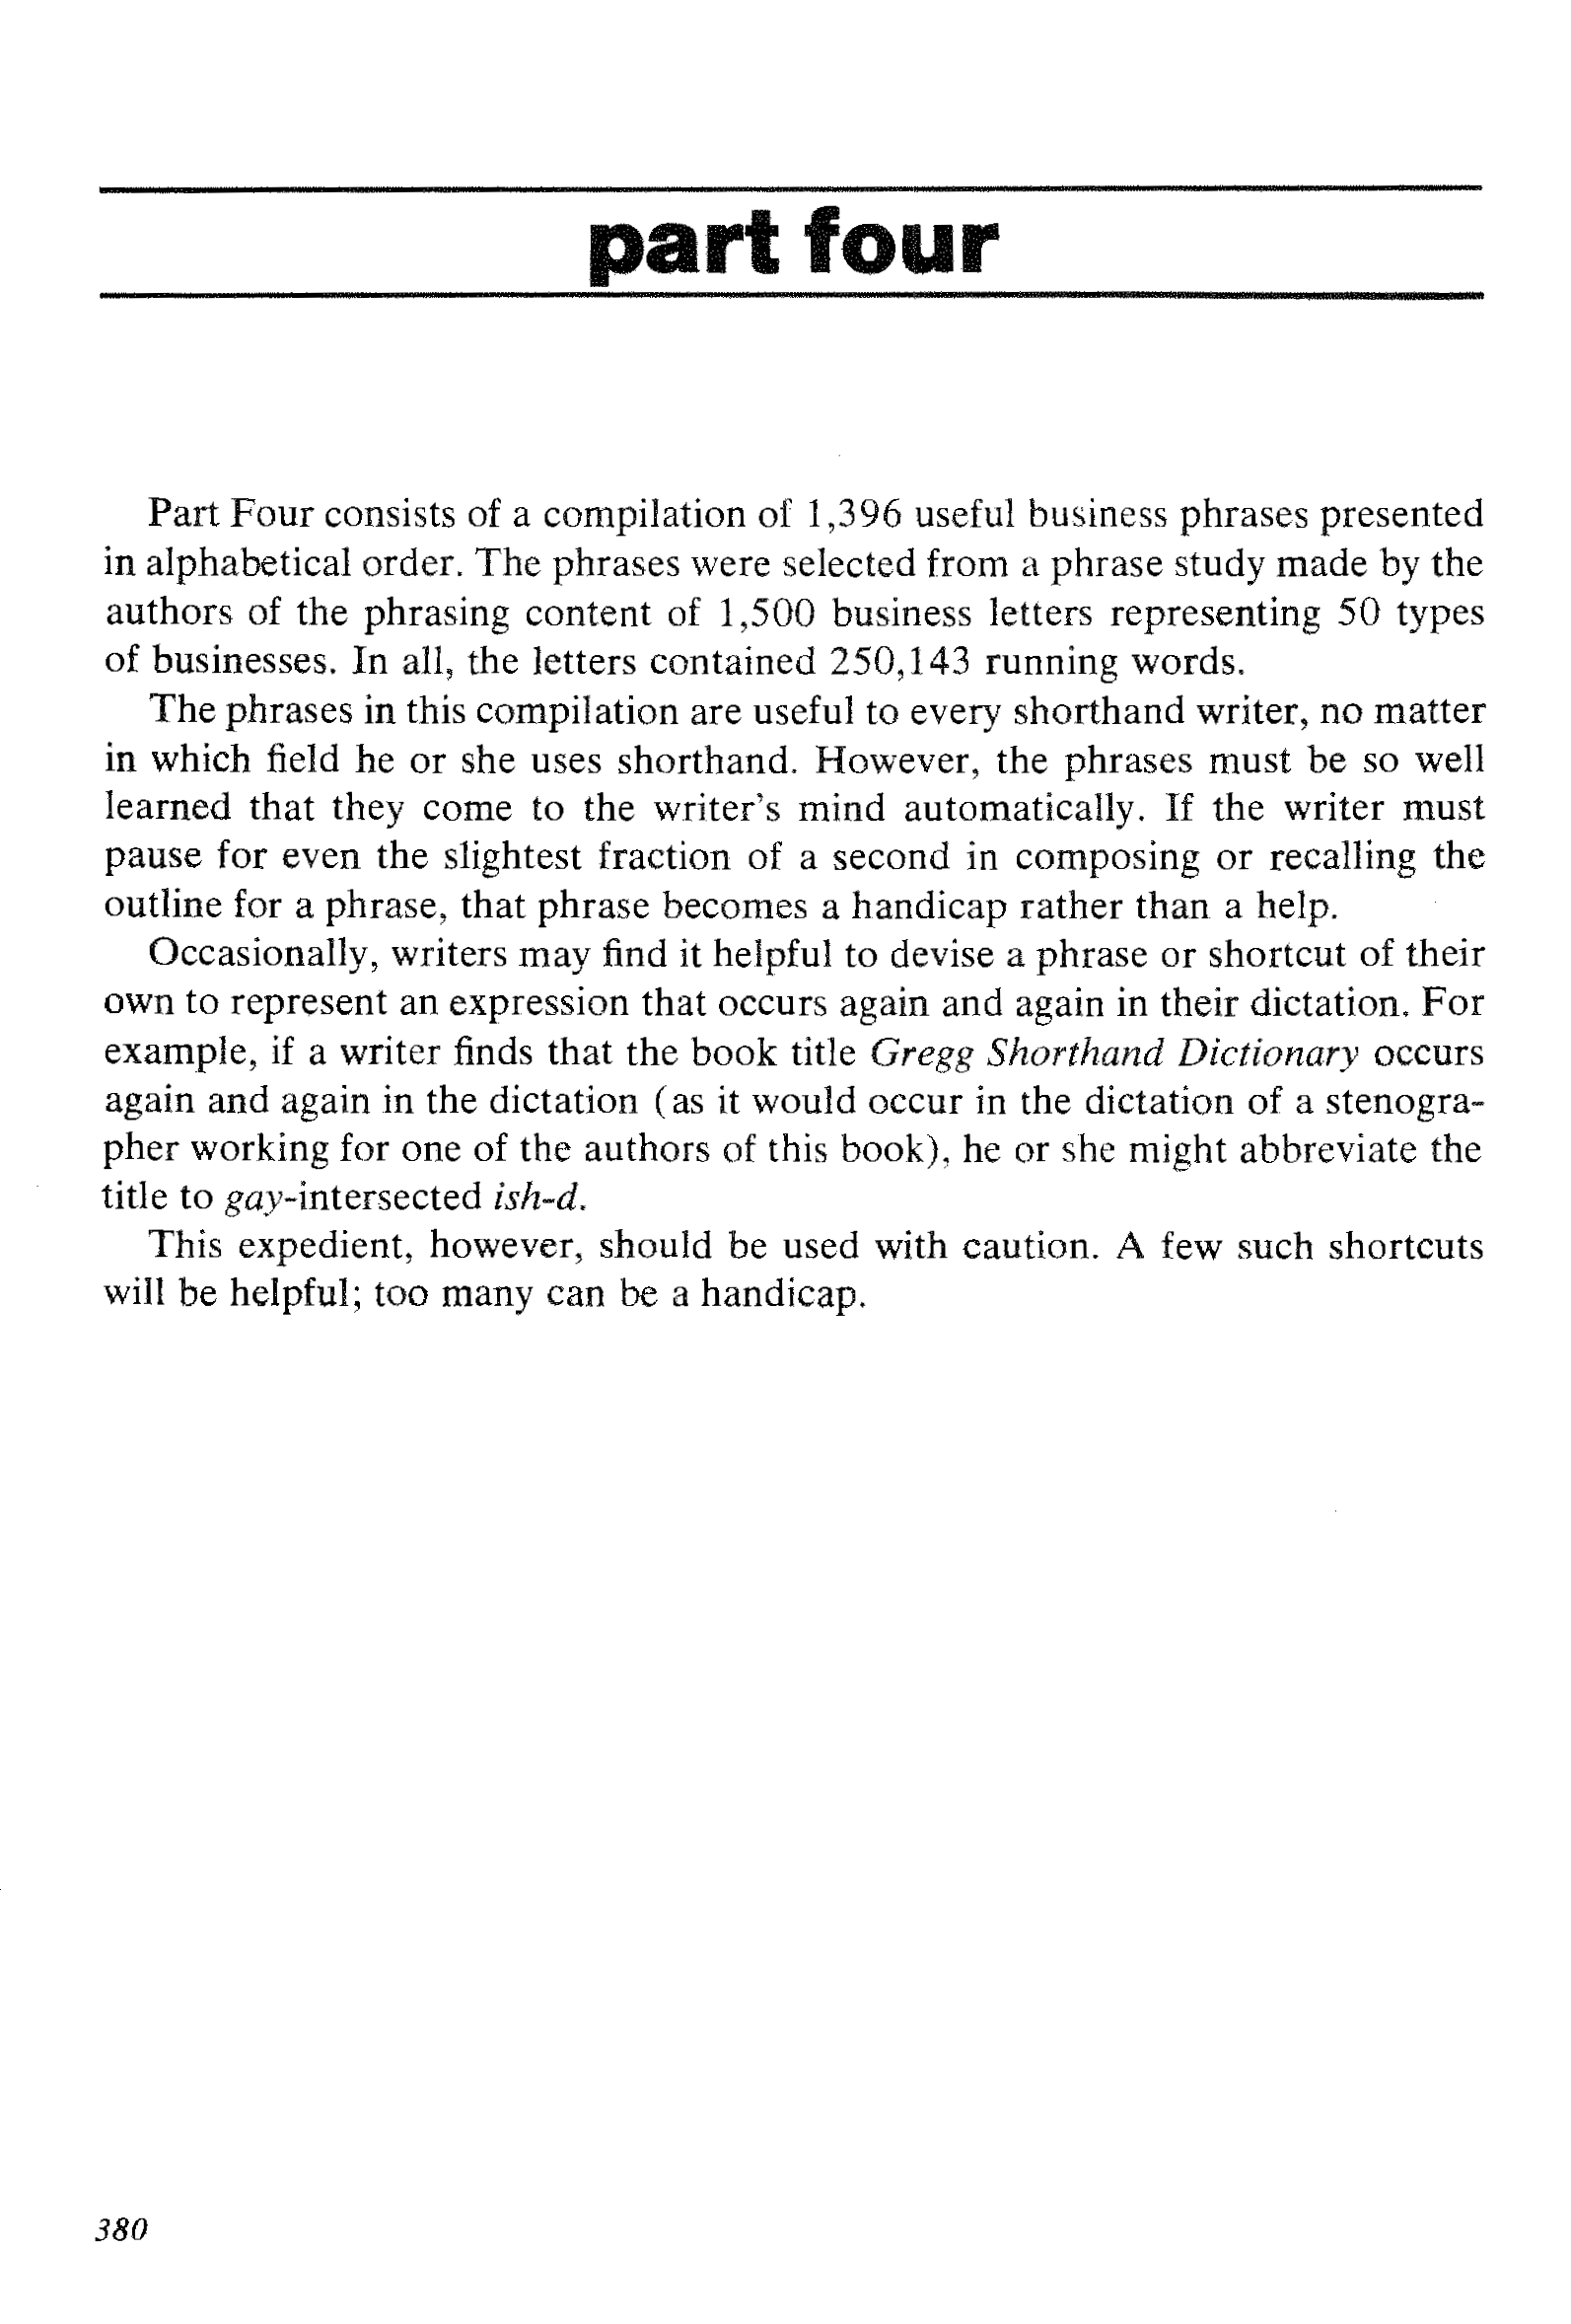 part four
Part Four consists of a compilation of 1,396 useful business phrases presented
in alphabetical order. The phrases were selected from a phrase study made by the
authors of the phrasing content of 1,500 business letters representing 50 types
of businesses. In all, the letters contained 250,143 running words.
The phrases in this compilation are useful to every shorthand writer, no matter
in which field he or she uses shorthand. However, the phrases must be so well
learned that they come to the writer's mind automatically. If the writer must
pause for even the slightest fraction of a second in composing or recalling the
outline for a phrase, that phrase becomes a handicap rather than a help.
Occasionally, writers may find it helpful to devise a phrase or shortcut of their
own to represent an expression that occurs again and again in their dictation. For
example, if a writer finds that the book title Gregg Shorthand Dictionary occurs
again and again in the dictation (as it would occur in the dictation of a stenogra-
pher working for one of the authors of this book), he or she might abbreviate the
title to gay-intersected ish-d.
This expedient, however, should be used with caution. A few such shortcuts
will be helpful; too many can be a handicap.
380